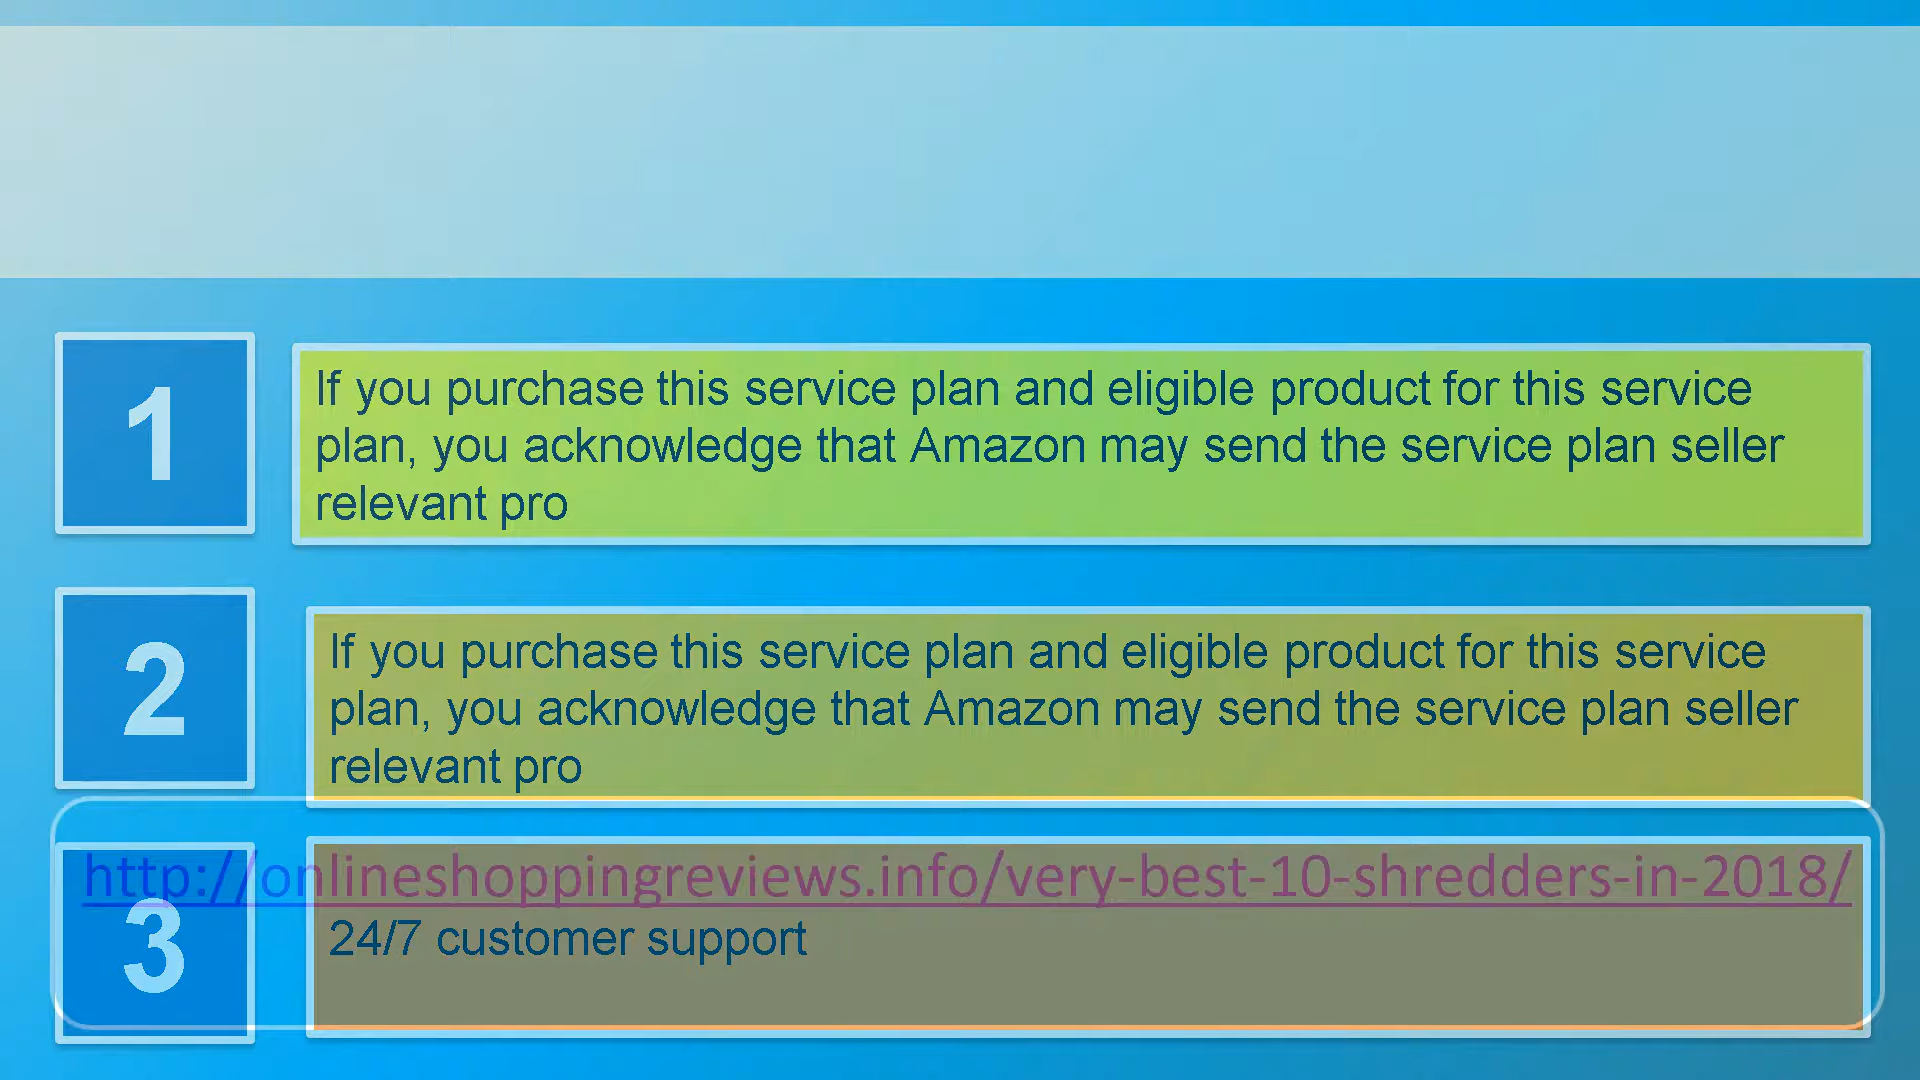 1
If you purchase this service plan and eligible product for this service
plan, you acknowledge that Amazon may send the service plan seller
relevant pro
2
If you purchase this service plan and eligible product for this service
plan, you acknowledge that Amazon may send the service plan seller
relevant pro
http://onlineshoppingreviews.info/very-best-10-shredders-in-2018/
3
24/7 customer support